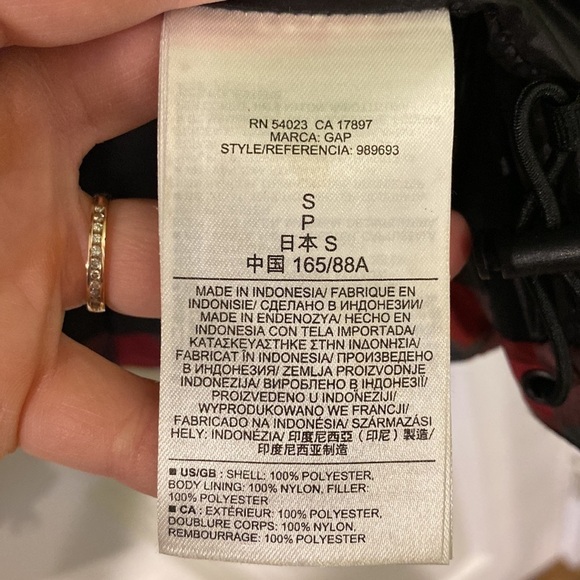 RN 54023 CA 17897
MARCA: GAP
STYLE/REFERENCIA: 989693
S
P
日本 S
中国 165/88A
MADE IN INDONESIA/ FABRIQUE EN
INDONISIE/ СДЕЛАНО В ИНДОНЕЗИИ/
MADE IN ENDENOZYA/ HECHO EN
INDONESIA CON TELA IMPORTADA/
ΚΑΤΑΣΚΕΥΑΣΤΗΚΕ ΣΤΗΝ ΙΝΔΟΝΗΣΙΑ/
FABRICAT ÎN INDONESIA/ ПРОИЗВЕДЕНО
В ИНДОНЕЗИЯ/ ZEMLJA PROIZVODNJE
INDONEZIJA/ ВИРОБЛЕНО В ІНДОНЕЗІЇ/
PROIZVEDENO U INDONEZIJI/
WYPRODUKOWANO WE FRANCJI/
FABRICADO NA INDONÉSIA/ SZÁRMAZÁSI
HELY: INDONÉZIA/ 印度尼西亞 (印尼) 製造/
印度尼西亚制造
■ US/GB : SHELL: 100% POLYESTER,
BODY LINING: 100% NYLON, FILLER:
100% POLYESTER
■ CA : EXTÉRIEUR: 100% POLYESTER,
DOUBLURE CORPS: 100% NYLON,
REMBOURRAGE: 100% POLYESTER